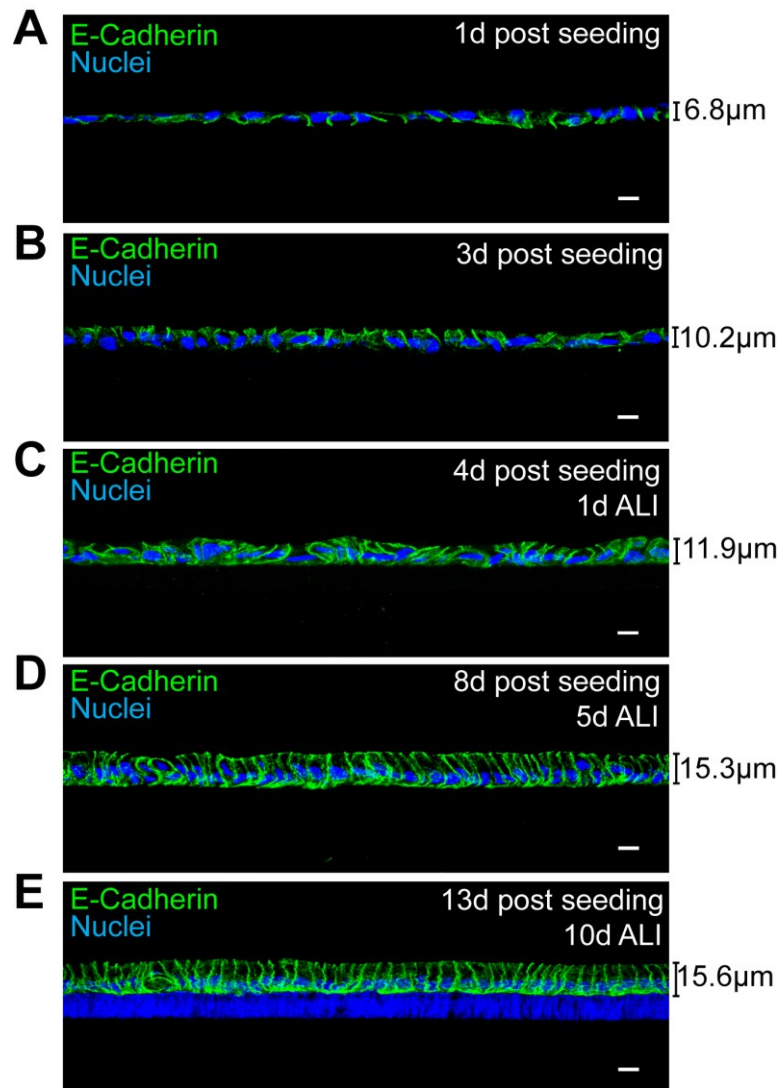 A
E-Cadherin
Nuclei
1d post seeding
6.8µm
B
E-Cadherin
Nuclei
3d post seeding
10.2µm
C
E-Cadherin
Nuclei
4d post seeding
1d ALI
11.9µm
D
E-Cadherin
Nuclei
8d post seeding
5d ALI
15.3µm
E
E-Cadherin
Nuclei
13d post seeding
10d ALI
15.6µm